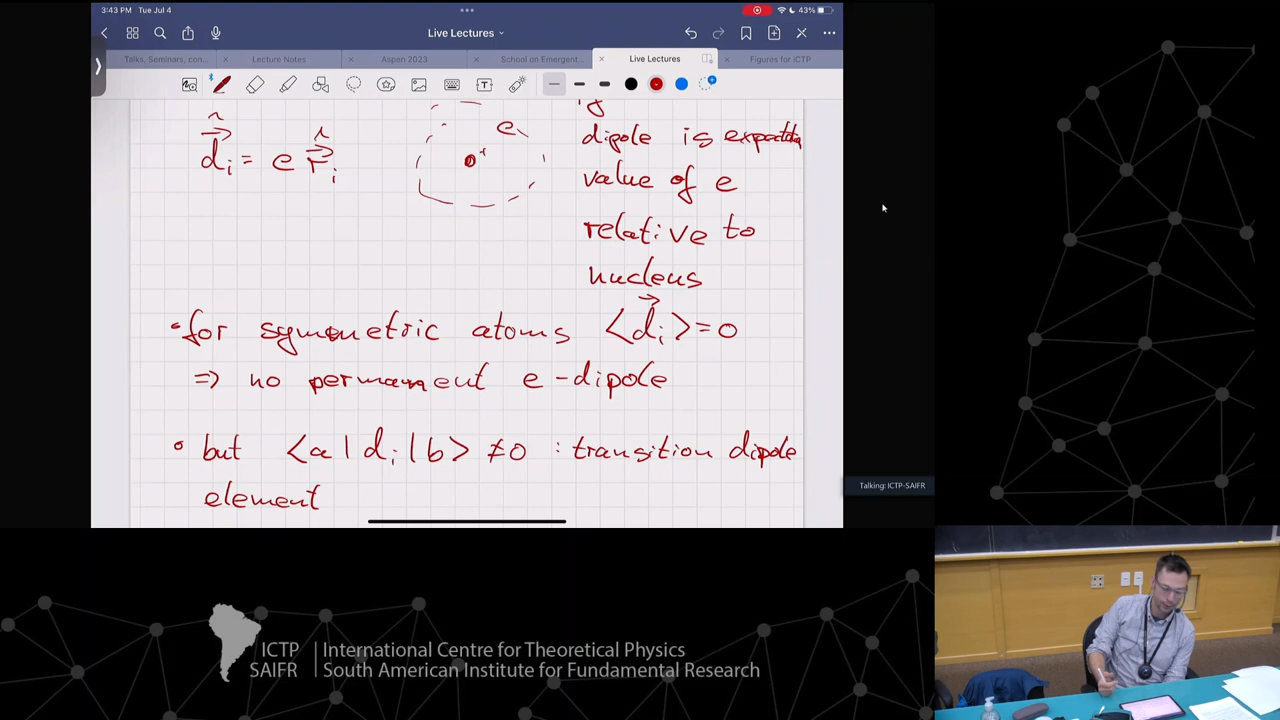 3:43 PM Tue Jul 4
43%
Live Lectures
Talks, Seminars, con...
Lecture Notes
Aspen 2023
School on Emergent...
Live Lectures
Figures for iCTP
d⃗̂ᵢ = e r⃗̂ᵢ
e
+
dipole is expectation
value of e
relative to
nucleus
• for symmetric atoms ⟨d⃗ᵢ⟩ = 0
⇒ no permanent e-dipole
• but ⟨a|dᵢ|b⟩ ≠ 0 : transition dipole
element
Talking: ICTP-SAIFR
ICTP | International Centre for Theoretical Physics
SAIFR | South American Institute for Fundamental Research